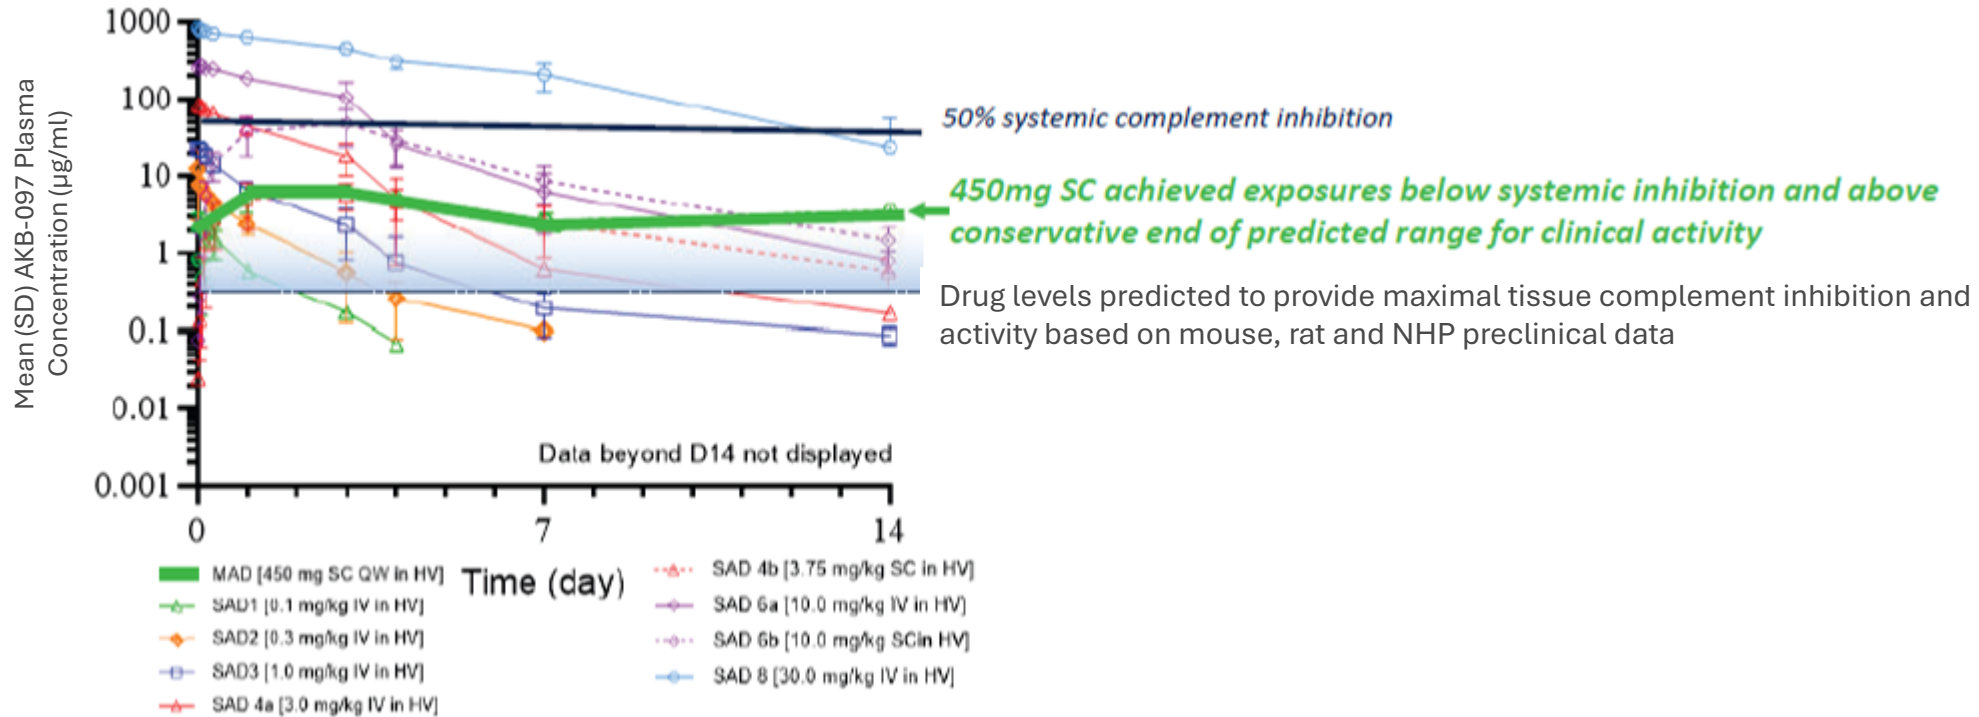 Mean (SD) AKB-097 Plasma
Concentration (µg/ml)
1000
100
10
1
0.1
0.01
0.001
50% systemic complement inhibition
450mg SC achieved exposures below systemic inhibition and above
conservative end of predicted range for clinical activity
Drug levels predicted to provide maximal tissue complement inhibition and
activity based on mouse, rat and NHP preclinical data
Data beyond D14 not displayed
0
7
14
Time (day)
MAD [450 mg SC QW in HV]
SAD1 [0.1 mg/kg IV in HV]
SAD2 [0.3 mg/kg IV in HV]
SAD3 [1.0 mg/kg IV in HV]
SAD 4a [3.0 mg/kg IV in HV]
SAD 4b [3.75 mg/kg SC in HV]
SAD 6a [10.0 mg/kg IV in HV]
SAD 6b [10.0 mg/kg SCin HV]
SAD 8 [30.0 mg/kg IV in HV]